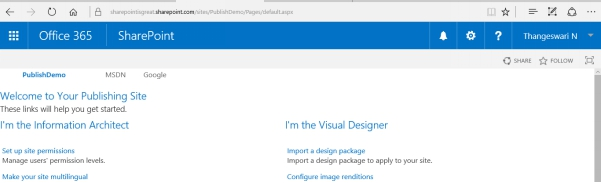 sharepointisgreat.sharepoint.com/sites/PublishDemo/Pages/default.aspx
Office 365 SharePoint ? Thangeswari N
SHARE FOLLOW
PublishDemo MSDN Google
Welcome to Your Publishing Site
These links will help you get started.
I'm the Information Architect I'm the Visual Designer
Set up site permissions Import a design package
Manage users' permission levels. Import a design package to apply to your site.
Make your site multilingual Configure image renditions